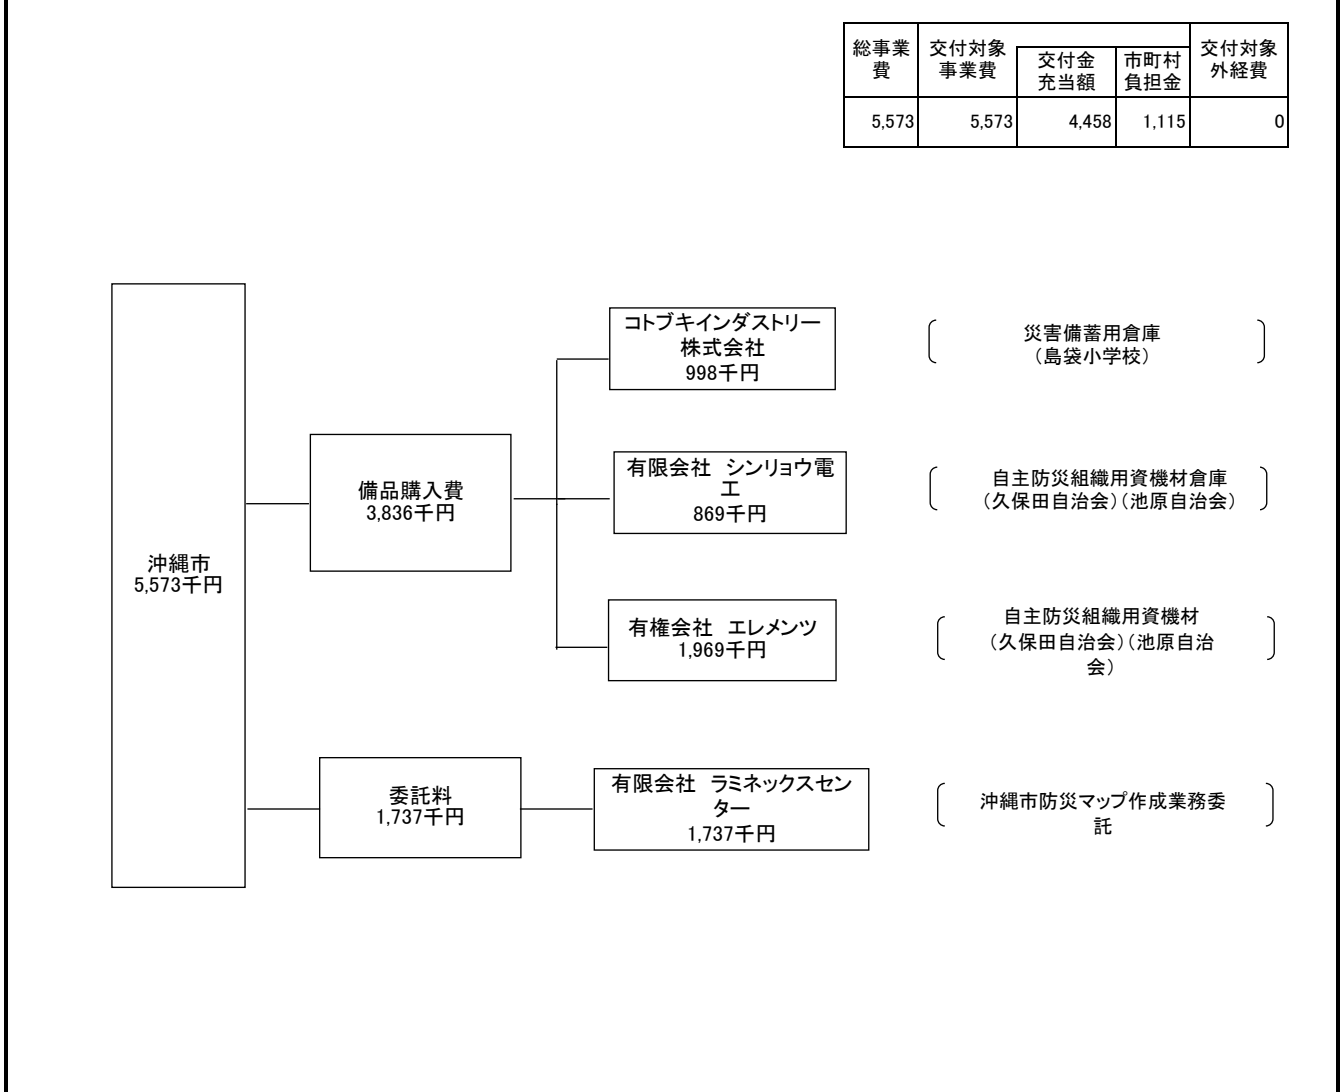 総事業
費
交付対象
事業費
交付金
充当額
市町村
負担金
交付対象
外経費
5,573
5,573
4,458
1,115
0
コトブキインダストリー
株式会社
998千円
災害備蓄用倉庫
（島袋小学校）
備品購入費
3,836千円
有限会社　シンリョウ電
工
869千円
自主防災組織用資機材倉庫
（久保田自治会）（池原自治会）
沖縄市
5,573千円
有権会社　エレメンツ
1,969千円
自主防災組織用資機材
（久保田自治会）（池原自治
会）
委託料
1,737千円
有限会社　ラミネックスセン
ター
1,737千円
沖縄市防災マップ作成業務委
託